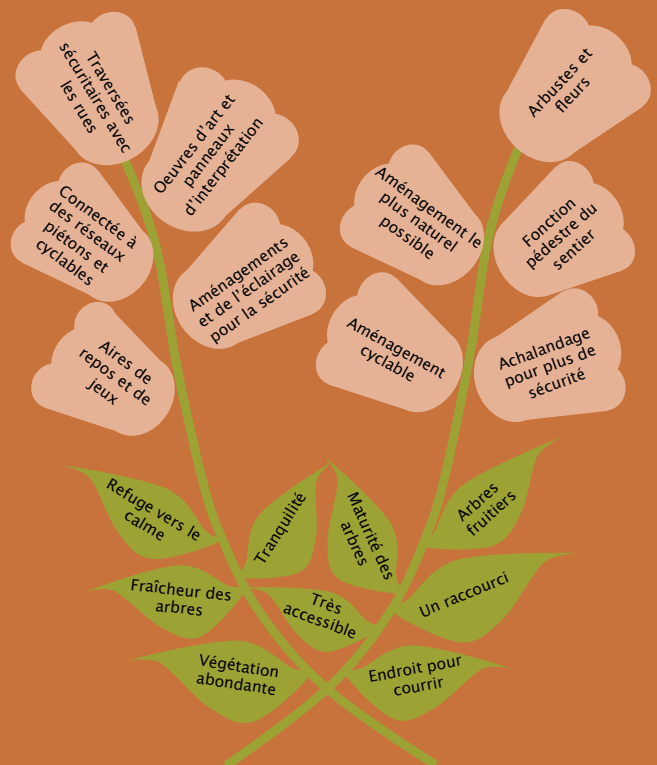 Traversées
sécuritaires avec
les rues
Oeuvres d'art et
panneaux
d'interprétation
Connectée à
des réseaux
piétons et
cyclables
Aménagements
et de l'éclairage
pour la sécurité
Aires de
repos et de
jeux
Arbustes et
fleurs
Aménagement le
plus naturel
possible
Fonction
pédestre du
sentier
Aménagement
cyclable
Achalandage
pour plus de
sécurité
Refuge vers le
calme
Tranquilité
Maturité des
arbres
Arbres
fruitiers
Fraîcheur des
arbres
Très
accessible
Un raccourci
Végétation
abondante
Endroit pour
courrir